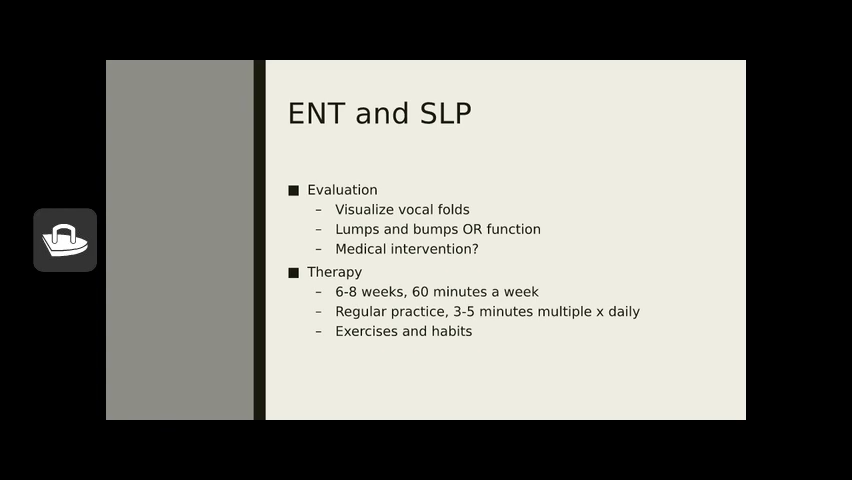 ENT and SLP
■ Evaluation
– Visualize vocal folds
– Lumps and bumps OR function
– Medical intervention?
■ Therapy
– 6-8 weeks, 60 minutes a week
– Regular practice, 3-5 minutes multiple x daily
– Exercises and habits